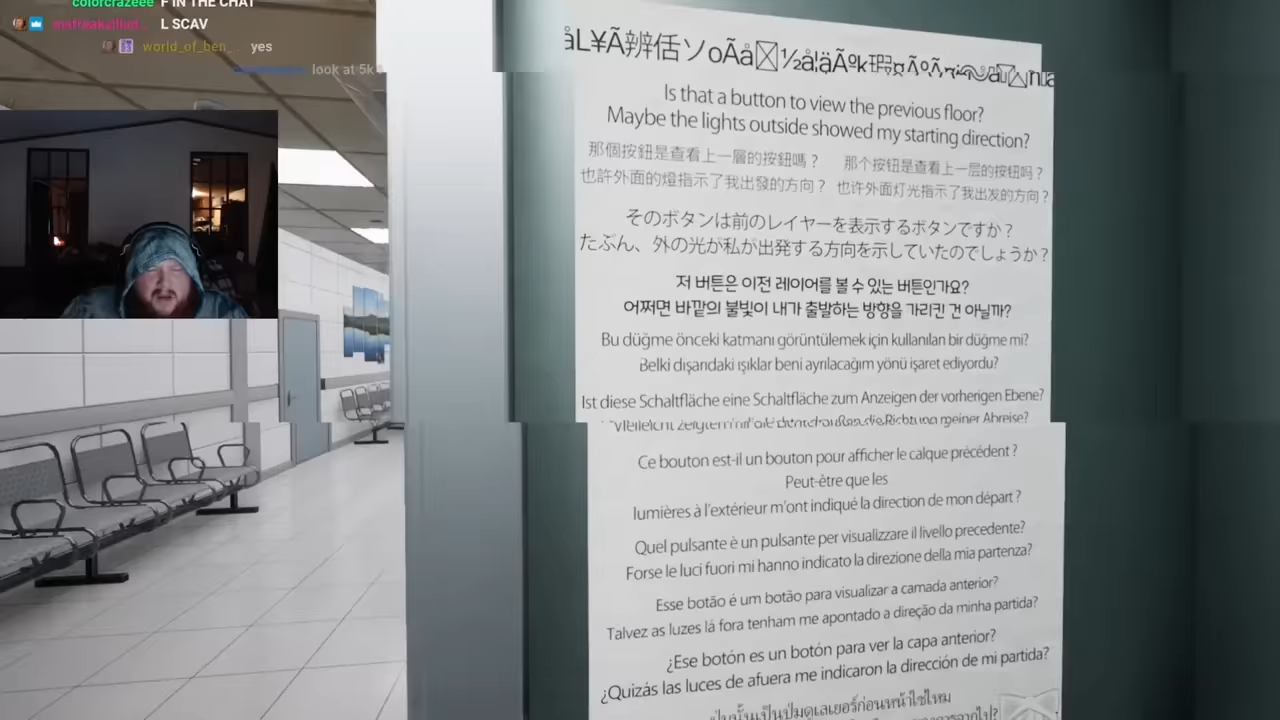 colorcrazeee F IN THE CHAT
L SCAV
world_of_ben_ yes
look at 5k
Is that a button to view the previous floor?
Maybe the lights outside showed my starting direction?
那個按鈕是查看上一層的按鈕嗎？ 那个按钮是查看上一层的按钮吗？
也許外面的燈指示了我出發的方向？ 也许外面灯光指示了我出发的方向？
そのボタンは前のレイヤーを表示するボタンですか？
たぶん、外の光が私が出発する方向を示していたのでしょうか？
저 버튼은 이전 레이어를 볼 수 있는 버튼인가요?
어쩌면 바깥의 불빛이 내가 출발하는 방향을 가리킨 건 아닐까?
Bu düğme önceki katmanı görüntülemek için kullanılan bir düğme mi?
Belki dışarıdaki ışıklar beni ayrılacağım yönü işaret ediyordu?
Ist diese Schaltfläche eine Schaltfläche zum Anzeigen der vorherigen Ebene?
die Richtung meiner Abreise?
Ce bouton est-il un bouton pour afficher le calque précédent ?
Peut-être que les
lumières à l'extérieur m'ont indiqué la direction de mon départ ?
Quel pulsante è un pulsante per visualizzare il livello precedente?
Forse le luci fuori mi hanno indicato la direzione della mia partenza?
Esse botão é um botão para visualizar a camada anterior?
Talvez as luzes lá fora tenham me apontado a direção da minha partida?
¿Ese botón es un botón para ver la capa anterior?
¿Quizás las luces de afuera me indicaron la dirección de mi partida?